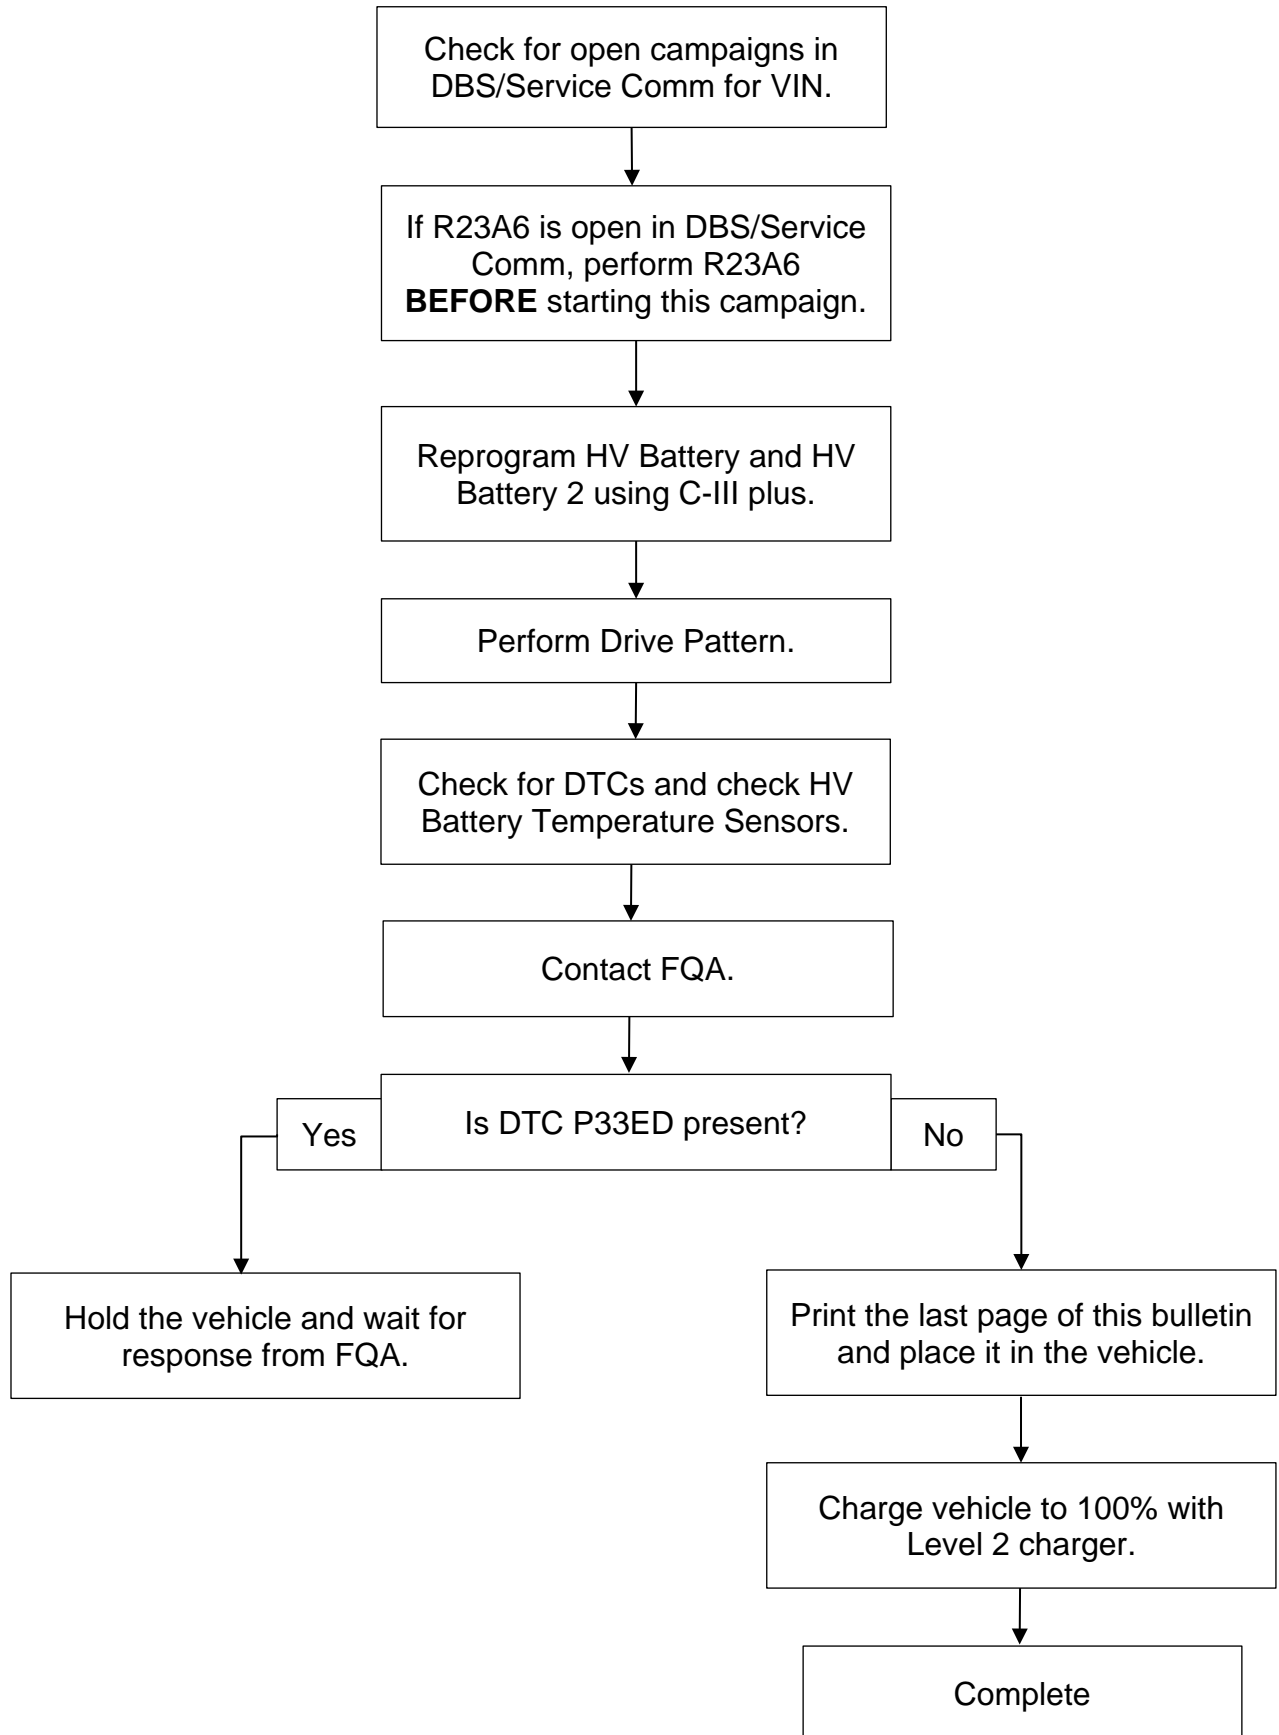 Check for open campaigns in
DBS/Service Comm for VIN.
If R23A6 is open in DBS/Service
Comm, perform R23A6
BEFORE starting this campaign.
Reprogram HV Battery and HV
Battery 2 using C-III plus.
Perform Drive Pattern.
Check for DTCs and check HV
Battery Temperature Sensors.
Contact FQA.
Is DTC P33ED present?
Yes
No
Hold the vehicle and wait for
response from FQA.
Print the last page of this bulletin
and place it in the vehicle.
Charge vehicle to 100% with
Level 2 charger.
Complete